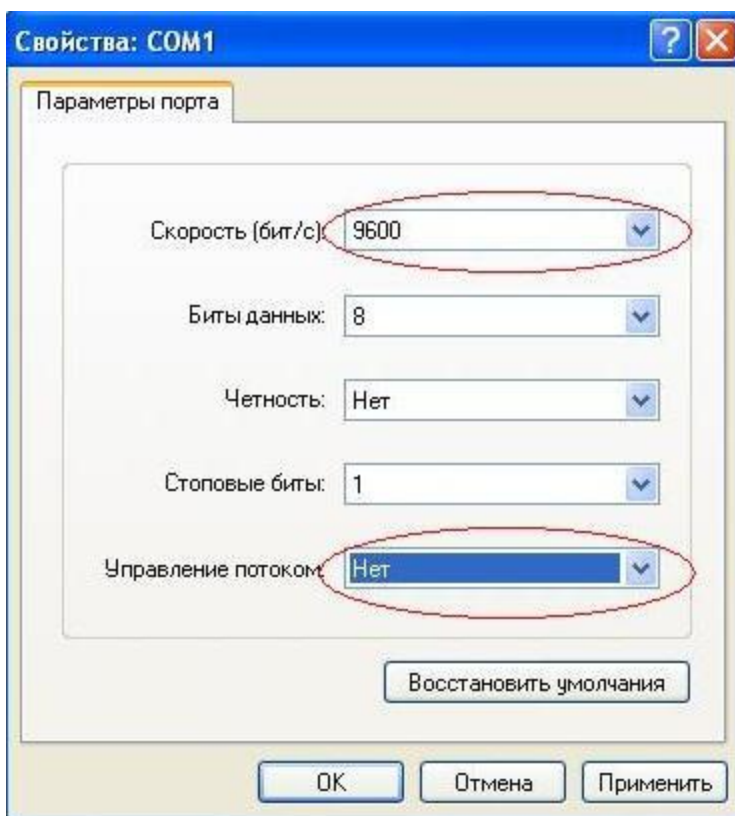 Свойства: COM1
Параметры порта
Скорость (бит/с): 9600
Биты данных: 8
Четность: Нет
Стоповые биты: 1
Управление потоком: Нет
Восстановить умолчания
OK Отмена Применить